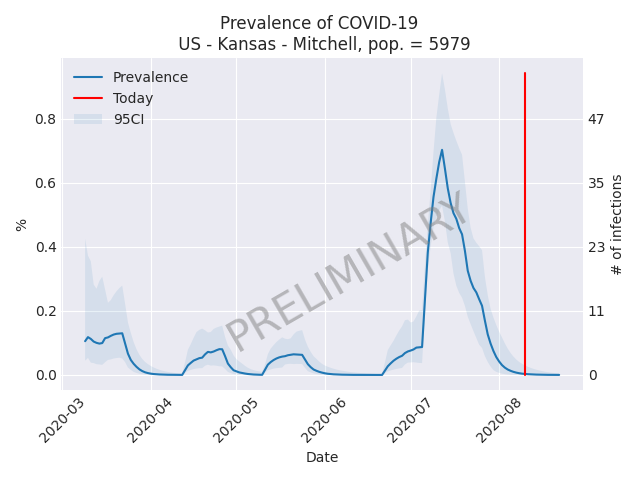 Prevalence of COVID-19
US - Kansas - Mitchell, pop. = 5979
Prevalence
Today
95CI
PRELIMINARY
%
0.8
0.6
0.4
0.2
0.0
47
35
23
11
0
# of infections
2020-03
2020-04
2020-05
2020-06
2020-07
2020-08
Date